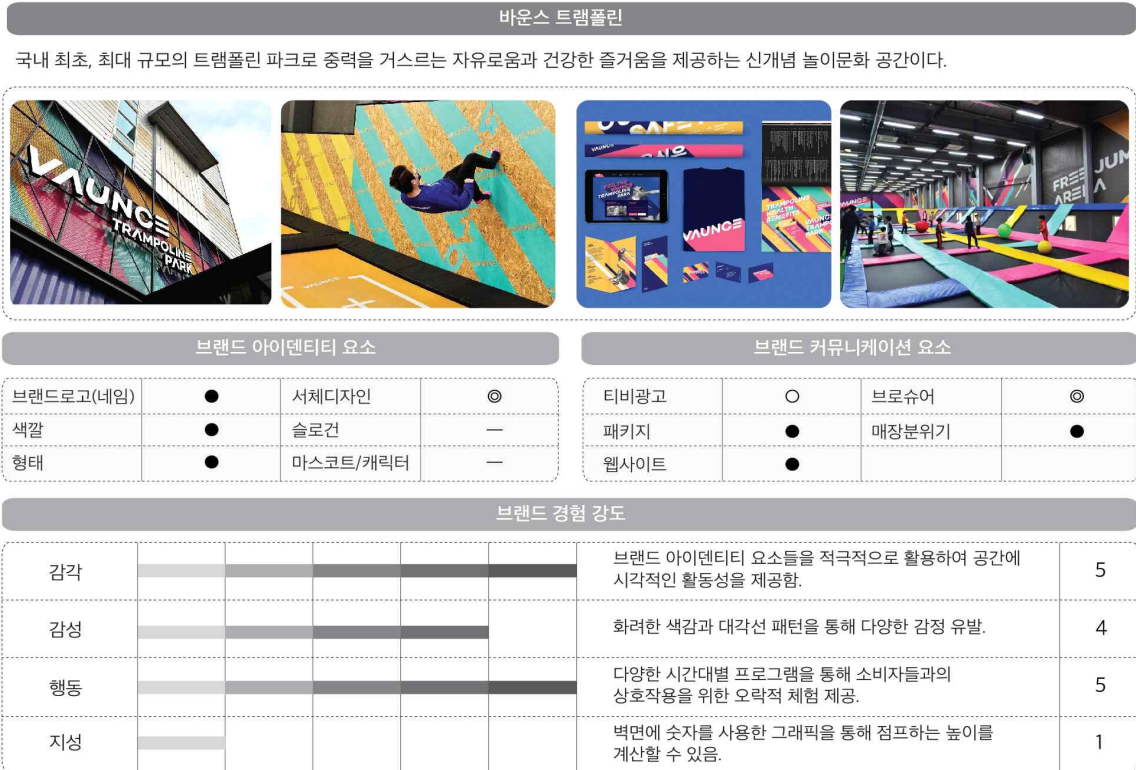 바운스 트램폴린
국내 최초, 최대 규모의 트램폴린 파크로 중력을 거스르는 자유로움과 건강한 즐거움을 제공하는 신개념 놀이문화 공간이다.
VAUNCE
TRAMPOLINE
PARK
VAUNCE
VAUNCE
TRAMPOLINE
PARK
VAUNCE
TRAMPOLINE
HEALTH
BENEFITS
VAUNCE
TRAMPOLINE
PARK
FREE JUM
AREA
VAUNCE
브랜드 아이덴티티 요소
브랜드로고(네임) ● 서체디자인 ◎
색깔 ● 슬로건 —
형태 ● 마스코트/캐릭터 —
브랜드 커뮤니케이션 요소
티비광고 ○ 브로슈어 ◎
패키지 ● 매장분위기 ●
웹사이트 ●
브랜드 경험 강도
감각 브랜드 아이덴티티 요소들을 적극적으로 활용하여 공간에 5
시각적인 활동성을 제공함.
감성 화려한 색감과 대각선 패턴을 통해 다양한 감정 유발. 4
행동 다양한 시간대별 프로그램을 통해 소비자들과의 5
상호작용을 위한 오락적 체험 제공.
지성 벽면에 숫자를 사용한 그래픽을 통해 점프하는 높이를 1
계산할 수 있음.